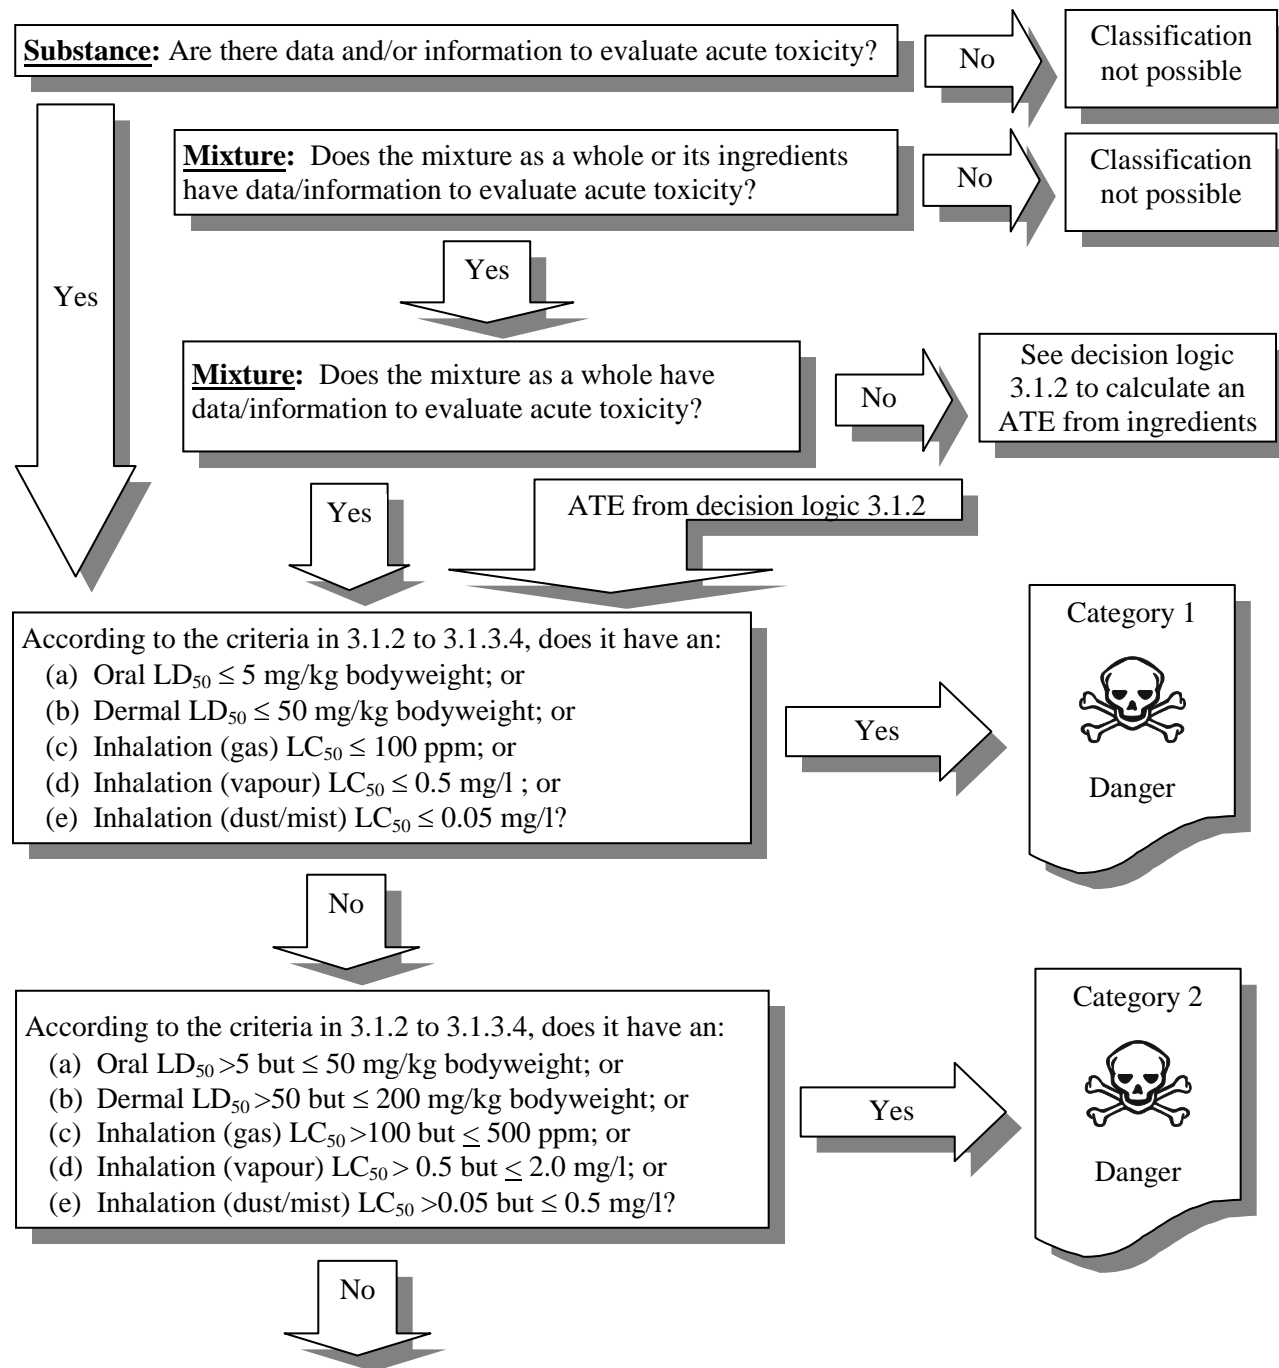 Substance: Are there data and/or information to evaluate acute toxicity?
No
Classification
not possible
Mixture: Does the mixture as a whole or its ingredients
have data/information to evaluate acute toxicity?
No
Classification
not possible
Yes
Yes
Mixture: Does the mixture as a whole have
data/information to evaluate acute toxicity?
No
See decision logic
3.1.2 to calculate an
ATE from ingredients
Yes
ATE from decision logic 3.1.2
According to the criteria in 3.1.2 to 3.1.3.4, does it have an:
(a) Oral LD50 ≤ 5 mg/kg bodyweight; or
(b) Dermal LD50 ≤ 50 mg/kg bodyweight; or
(c) Inhalation (gas) LC50 ≤ 100 ppm; or
(d) Inhalation (vapour) LC50 ≤ 0.5 mg/l ; or
(e) Inhalation (dust/mist) LC50 ≤ 0.05 mg/l?
Yes
Category 1
Danger
No
According to the criteria in 3.1.2 to 3.1.3.4, does it have an:
(a) Oral LD50 >5 but ≤ 50 mg/kg bodyweight; or
(b) Dermal LD50 >50 but ≤ 200 mg/kg bodyweight; or
(c) Inhalation (gas) LC50 >100 but ≤ 500 ppm; or
(d) Inhalation (vapour) LC50 > 0.5 but ≤ 2.0 mg/l; or
(e) Inhalation (dust/mist) LC50 >0.05 but ≤ 0.5 mg/l?
Yes
Category 2
Danger
No